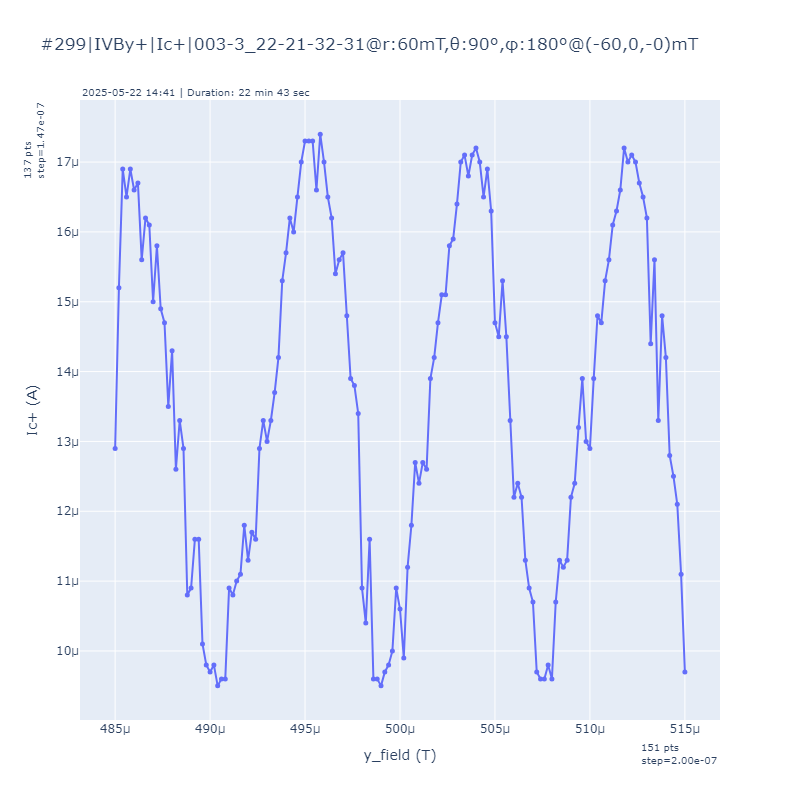 #299|IVBy+|Ic+|003-3_22-21-32-31@r:60mT,θ:90°,φ:180°@(-60,0,-0)mT
2025-05-22 14:41 | Duration: 22 min 43 sec
137 pts
step=1.47e-07
17μ
16μ
15μ
14μ
13μ
12μ
11μ
10μ
Ic+ (A)
485μ 490μ 495μ 500μ 505μ 510μ 515μ
y_field (T)
151 pts
step=2.00e-07